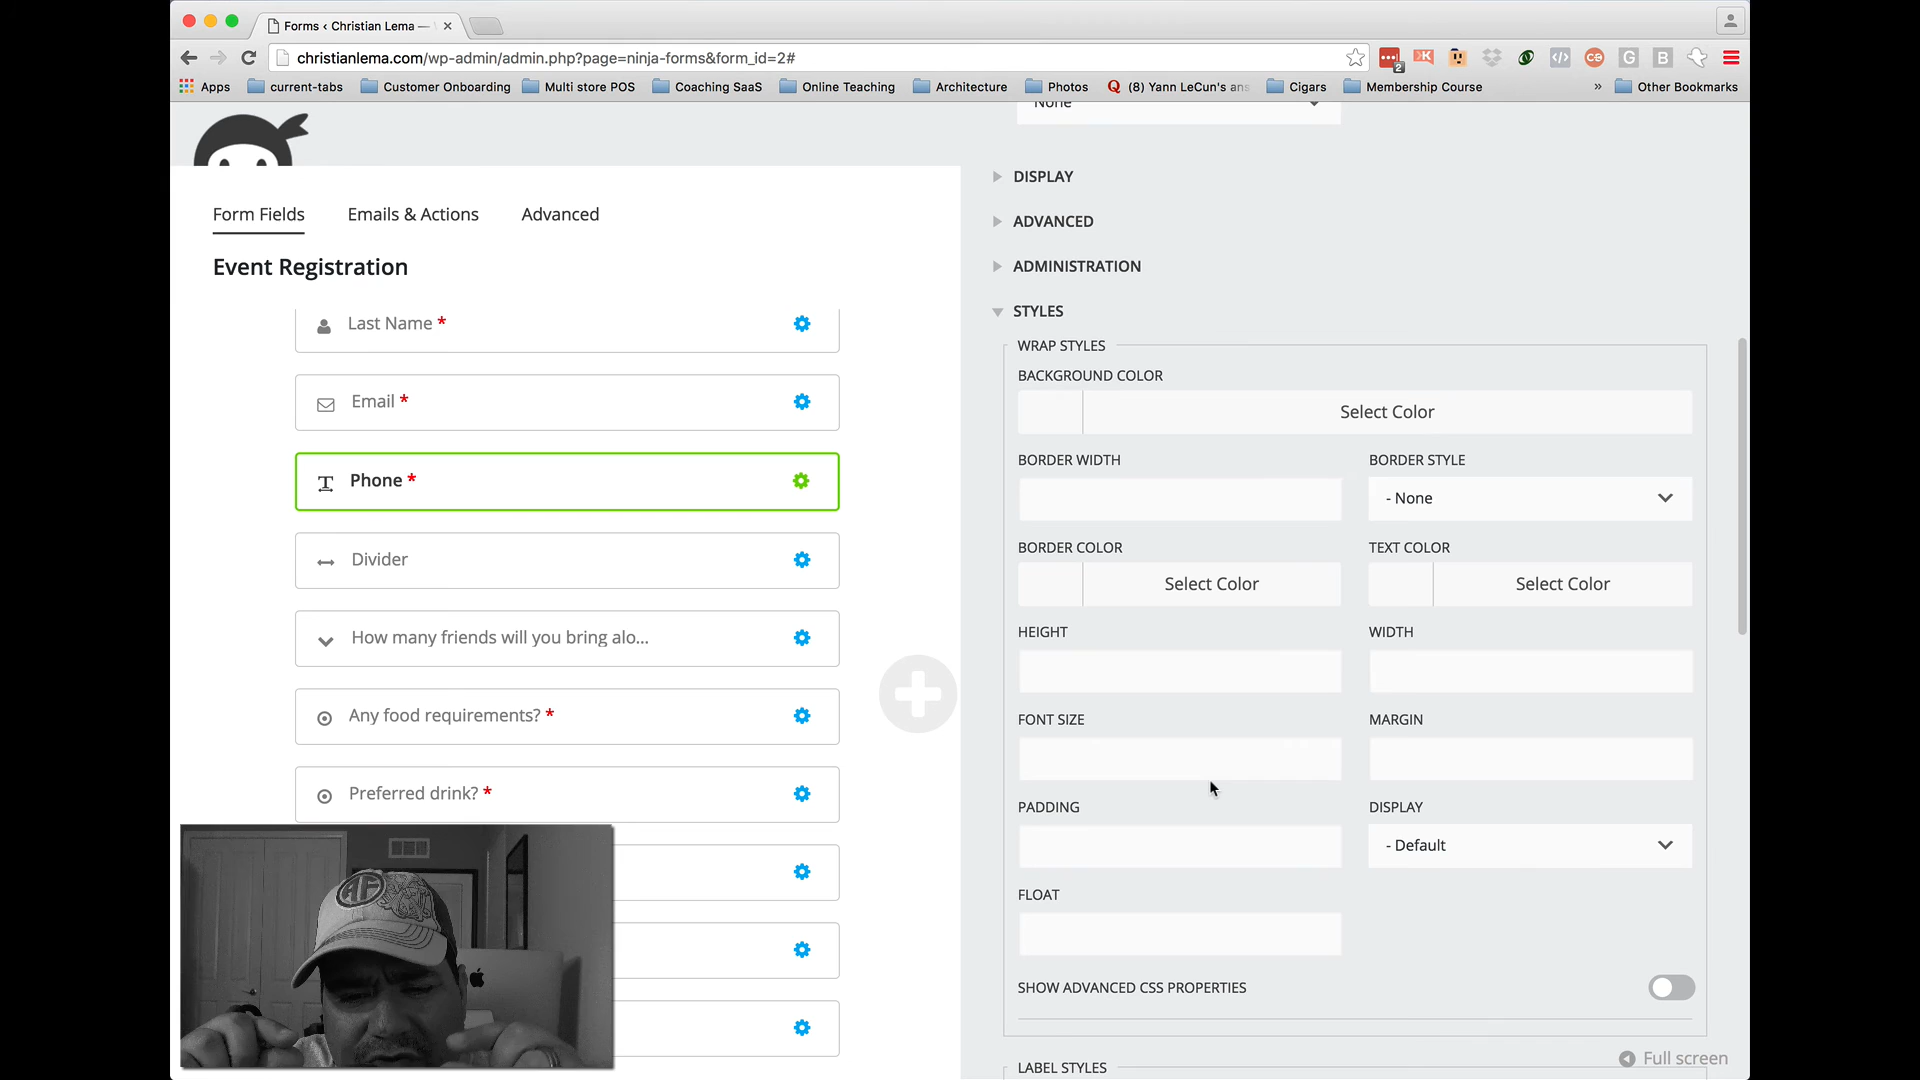 Forms ‹ Christian Lema —
christianlema.com/wp-admin/admin.php?page=ninja-forms&form_id=2#
2
Apps current-tabs Customer Onboarding Multi store POS Coaching SaaS Online Teaching Architecture Photos (8) Yann LeCun's ans Cigars Membership Course » Other Bookmarks
None
DISPLAY
ADVANCED
ADMINISTRATION
STYLES
Form Fields Emails & Actions Advanced
Event Registration
Last Name *
Email *
Phone *
Divider
How many friends will you bring alo...
Any food requirements? *
Preferred drink? *
WRAP STYLES
BACKGROUND COLOR
Select Color
BORDER WIDTH BORDER STYLE
- None
BORDER COLOR TEXT COLOR
Select Color Select Color
HEIGHT WIDTH
FONT SIZE MARGIN
PADDING DISPLAY
- Default
FLOAT
SHOW ADVANCED CSS PROPERTIES
Full screen
LABEL STYLES